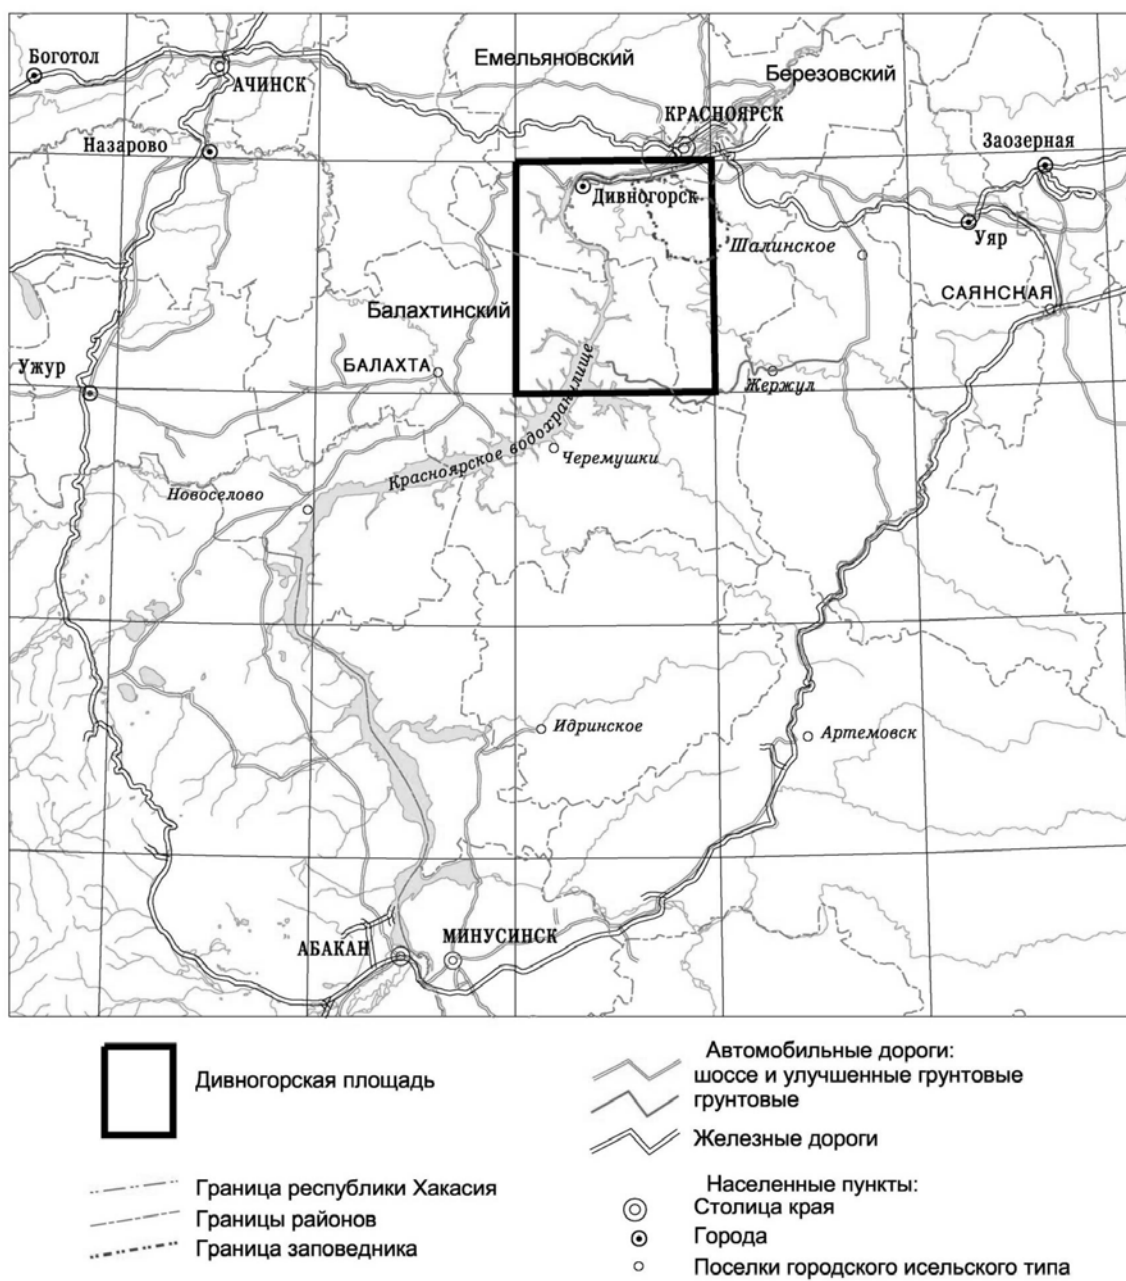 Боготол
АЧИНСК
Емельяновский
Березовский
КРАСНОЯРСК
Назарово
Заозерная
Дивногорск
Уяр
Шалинское
САЯНСКАЯ
Балахтинский
Ужур
БАЛАХТА
Жержул
Красноярское водохранилище
Черемушки
Новоселово
Идринское
Артемовск
АБАКАН
МИНУСИНСК
Дивногорская площадь
Граница республики Хакасия
Границы районов
Граница заповедника
Автомобильные дороги:
шоссе и улучшенные грунтовые
грунтовые
Железные дороги
Населенные пункты:
Столица края
Города
Поселки городского исельского типа